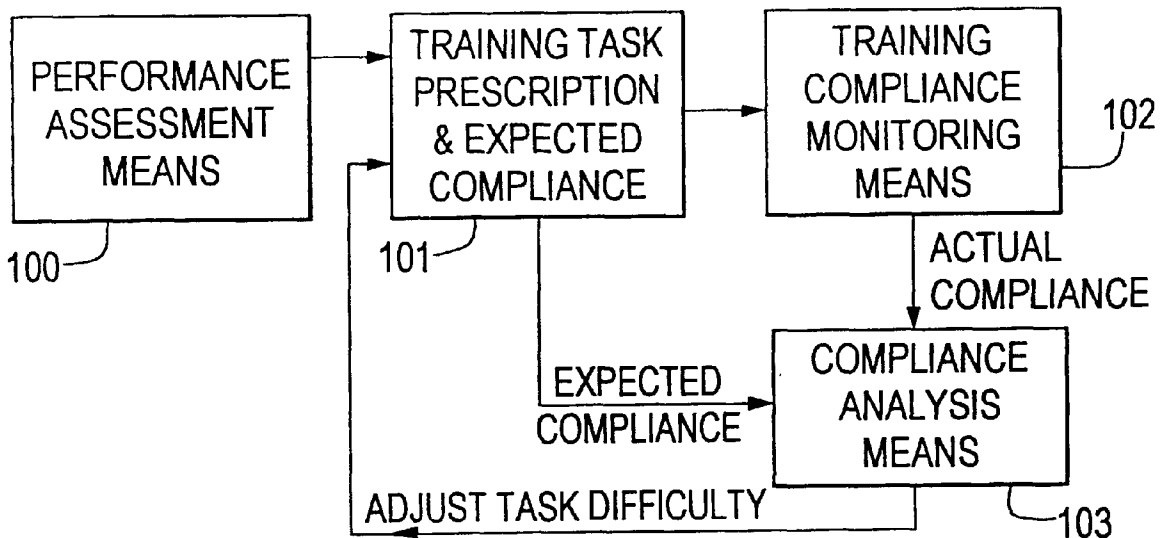 PERFORMANCE
ASSESSMENT
MEANS
100
TRAINING TASK
PRESCRIPTION
& EXPECTED
COMPLIANCE
101
TRAINING
COMPLIANCE
MONITORING
MEANS
102
ACTUAL
COMPLIANCE
EXPECTED
COMPLIANCE
COMPLIANCE
ANALYSIS
MEANS
103
ADJUST TASK DIFFICULTY